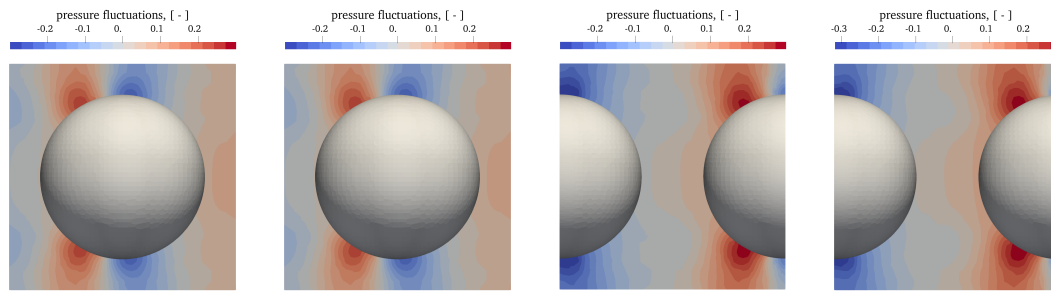 pressure fluctuations, [ - ]
-0.2 -0.1 0. 0.1 0.2
pressure fluctuations, [ - ]
-0.2 -0.1 0. 0.1 0.2
pressure fluctuations, [ - ]
-0.2 -0.1 0. 0.1 0.2
pressure fluctuations, [ - ]
-0.3 -0.2 -0.1 0. 0.1 0.2